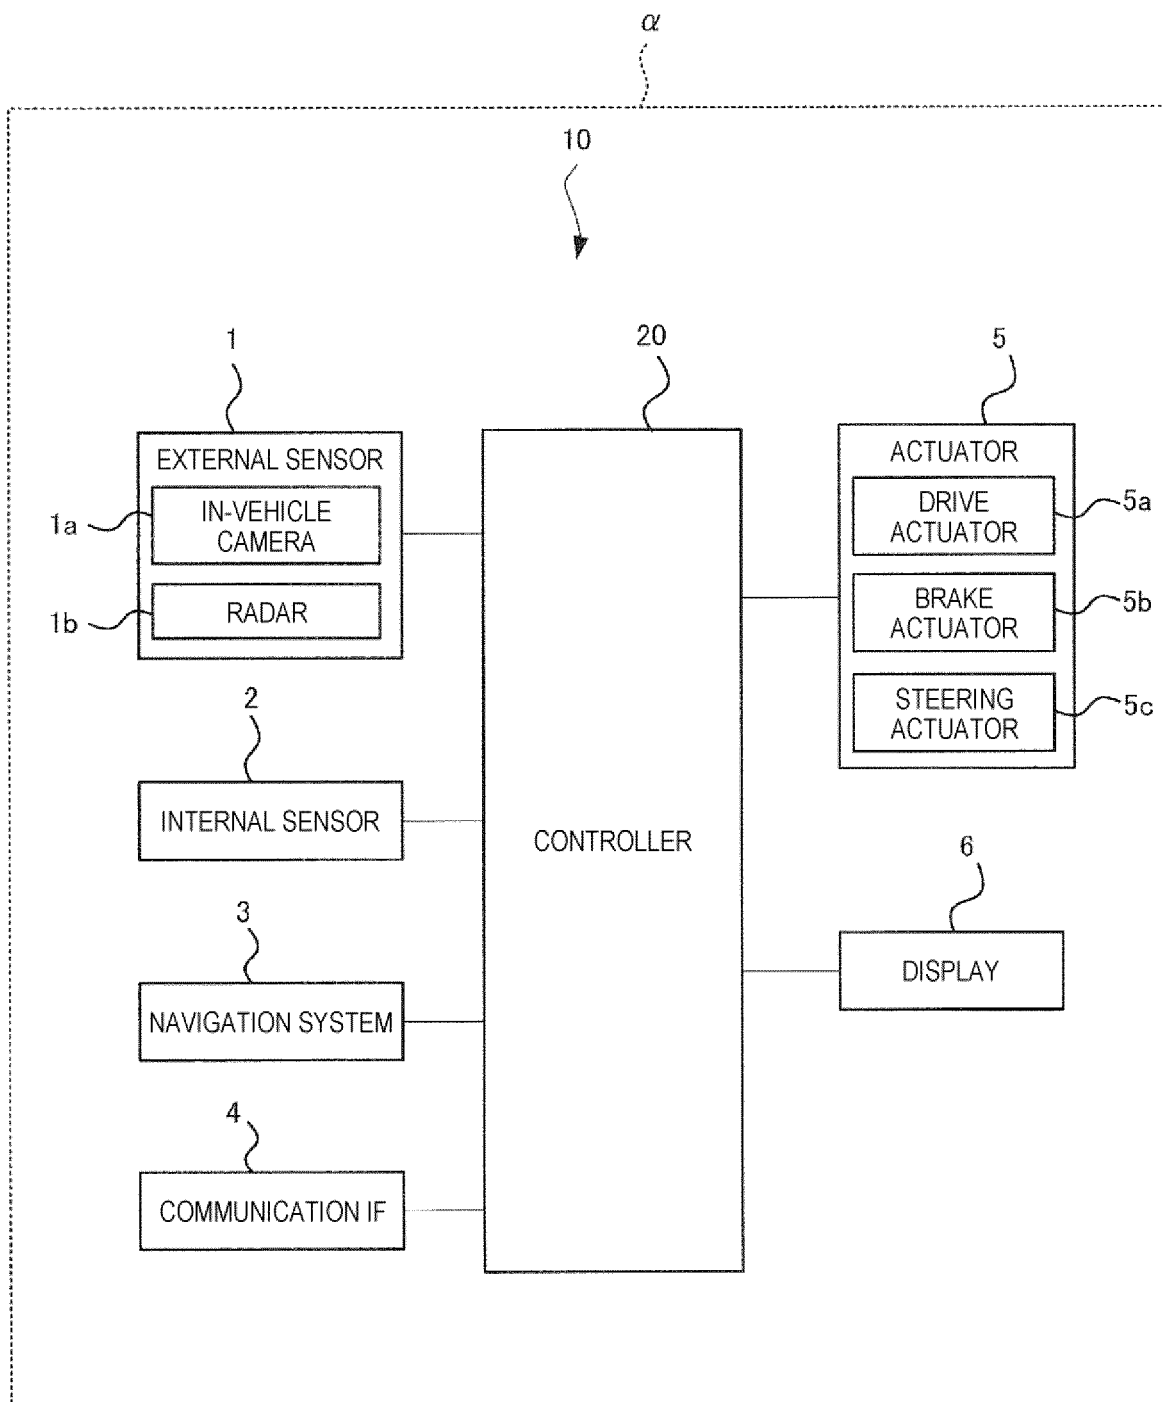 α
10
1
20
5
EXTERNAL SENSOR
1a
IN-VEHICLE
CAMERA
1b
RADAR
ACTUATOR
DRIVE
ACTUATOR
5a
BRAKE
ACTUATOR
5b
STEERING
ACTUATOR
5c
2
INTERNAL SENSOR
CONTROLLER
6
DISPLAY
3
NAVIGATION SYSTEM
4
COMMUNICATION IF